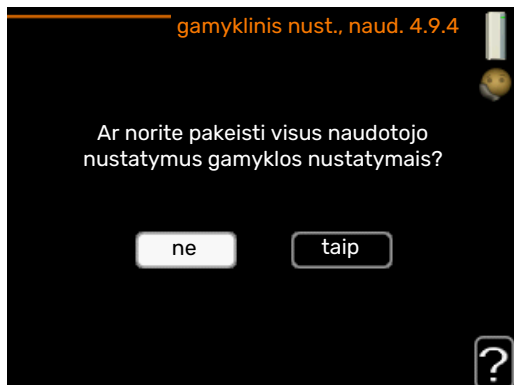 gamyklinis nust., naud. 4.9.4
Ar norite pakeisti visus naudotojo
nustatymus gamyklos nustatymais?
ne
taip
?